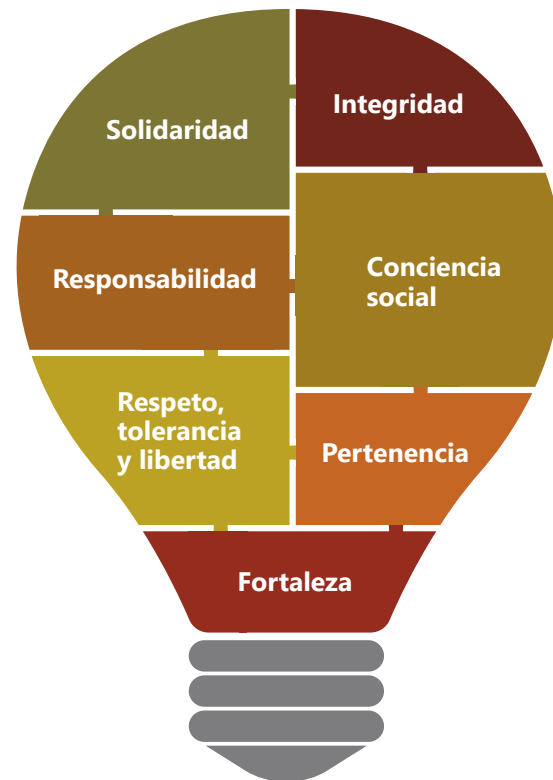 Solidaridad
Integridad
Responsabilidad
Conciencia
social
Respeto,
tolerancia
y libertad
Pertenencia
Fortaleza